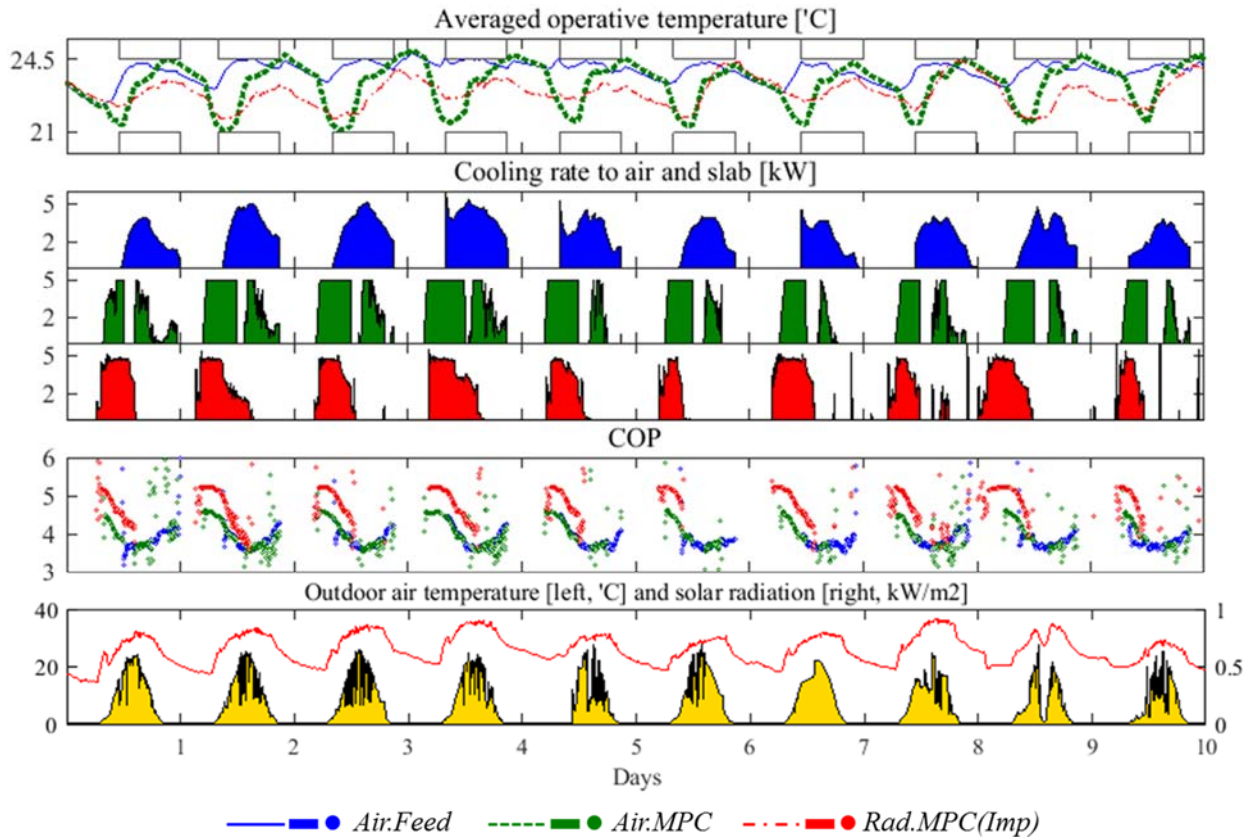 Averaged operative temperature ['C]
24.5
21
Cooling rate to air and slab [kW]
5
2
5
2
5
2
COP
6
5
4
3
Outdoor air temperature [left, 'C] and solar radiation [right, kW/m2]
40 1
20 0.5
0 0
1 2 3 4 5 6 7 8 9 10
Days
Air.Feed Air.MPC Rad.MPC(Imp)